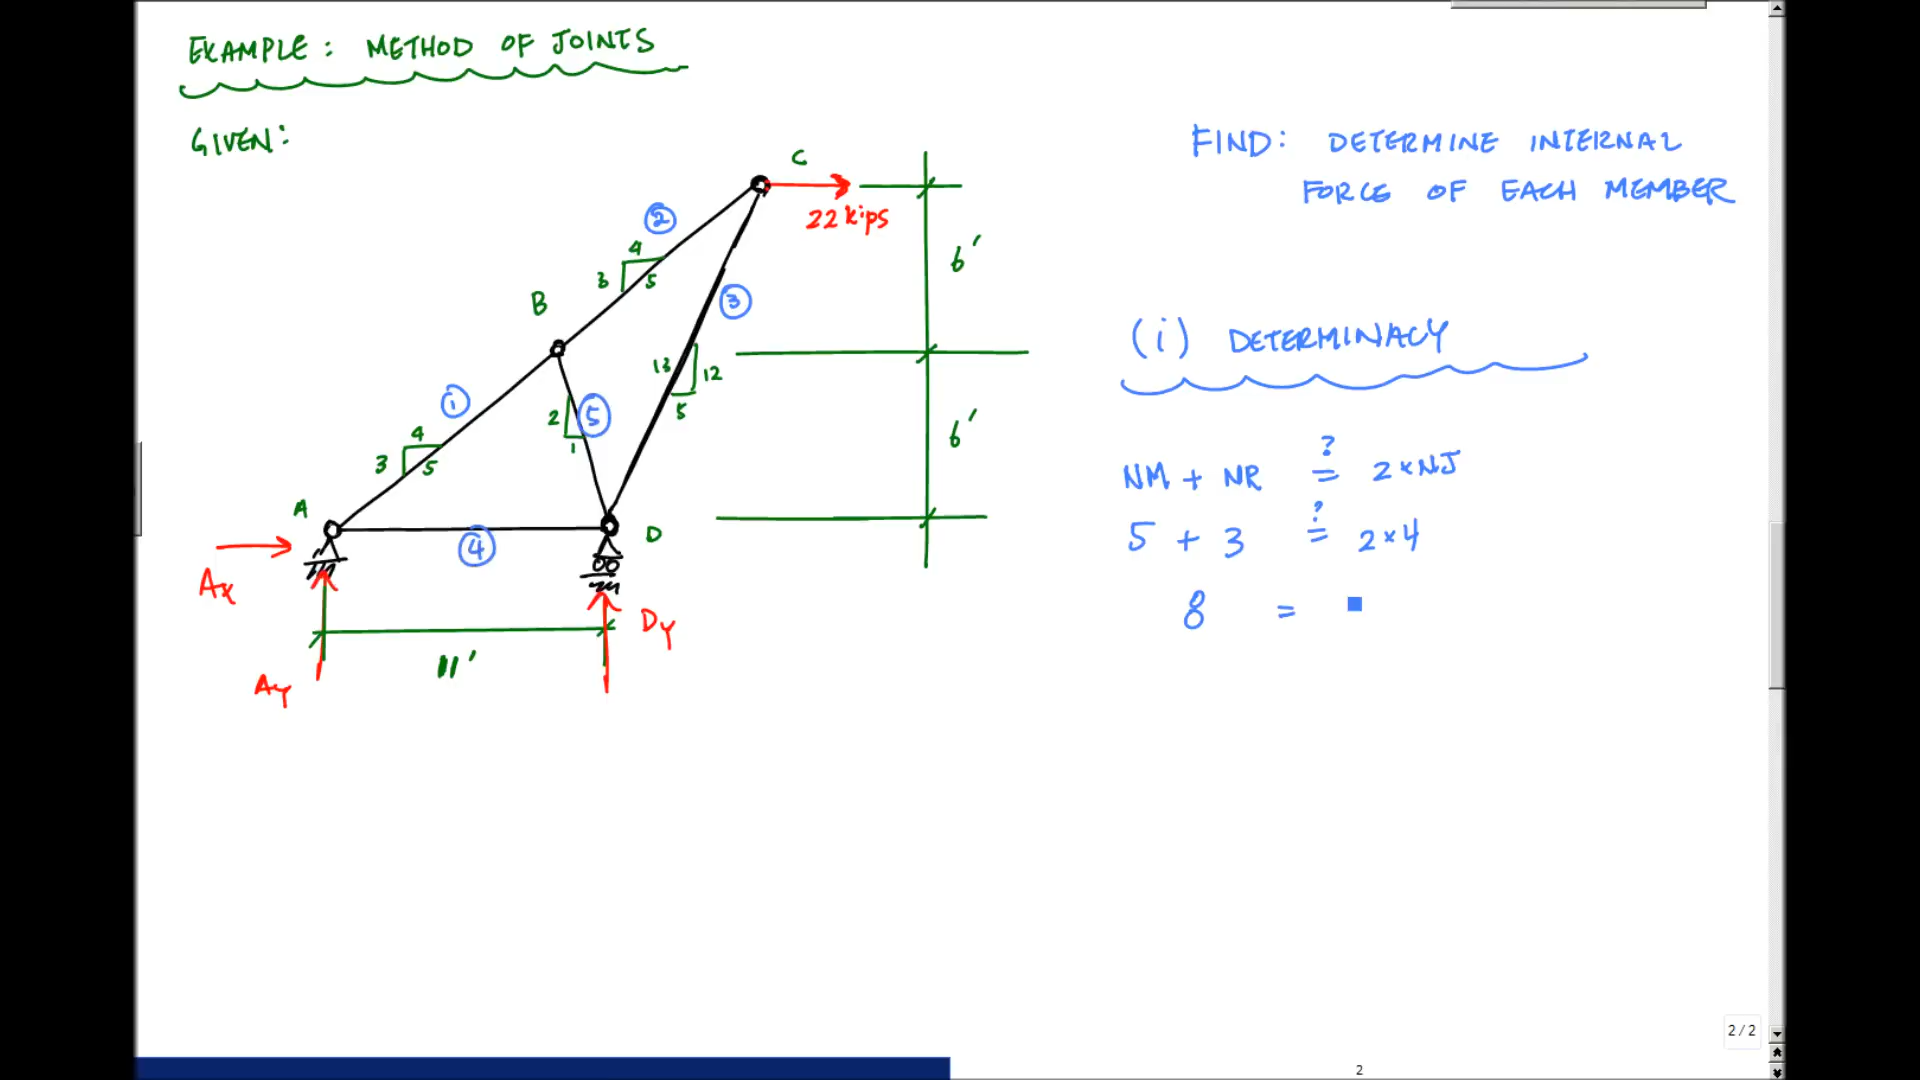 EXAMPLE: METHOD OF JOINTS
GIVEN:
FIND: DETERMINE INTERNAL
FORCE OF EACH MEMBER
C
22 kips
2
4
3
5
6'
B
3
(i) DETERMINACY
13
12
5
1
2
5
1
4
3
5
6'
NM + NR ?= 2×NJ
A
D
4
5 + 3 ?= 2×4
Ax
8 =
Dy
11'
Ay
2/2
2